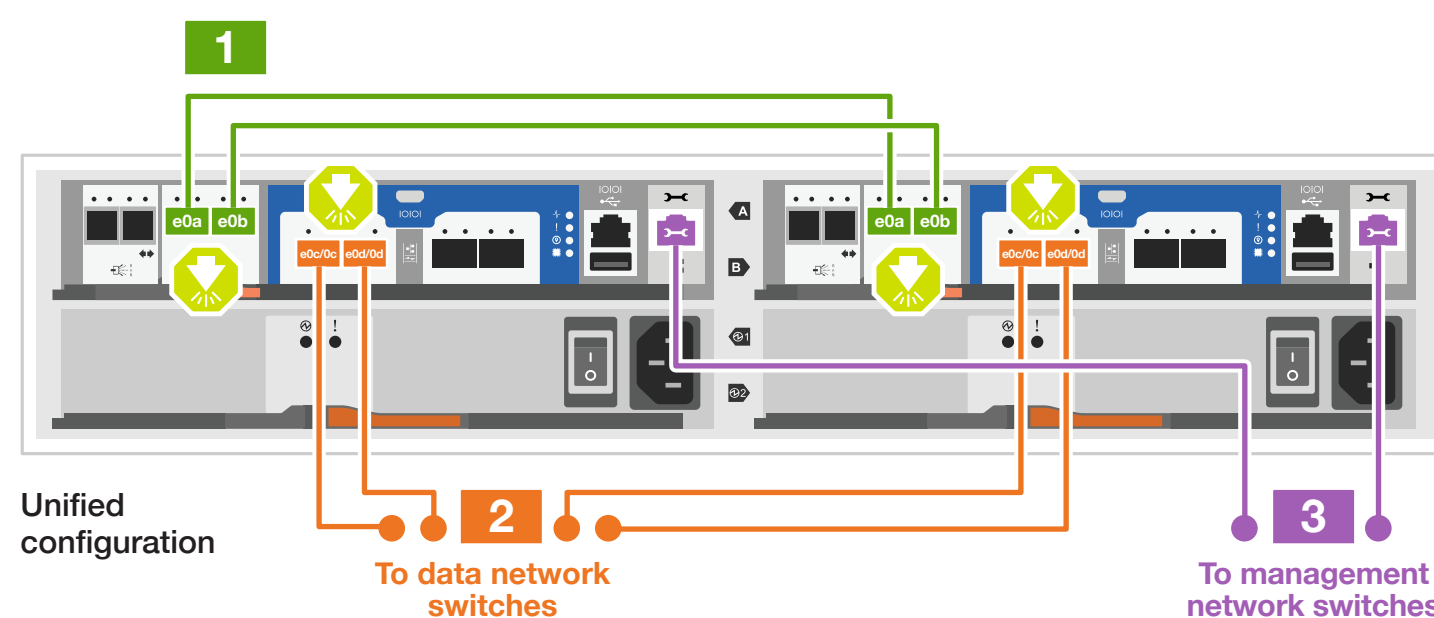 1
IOIOI
e0a e0b
IOIOI
!
A
e0c/0c e0d/0d
B
IOIOI
e0a e0b
IOIOI
!
e0c/0c e0d/0d
!
1
2
!
Unified
configuration
2
To data network
switches
3
To management
network switches